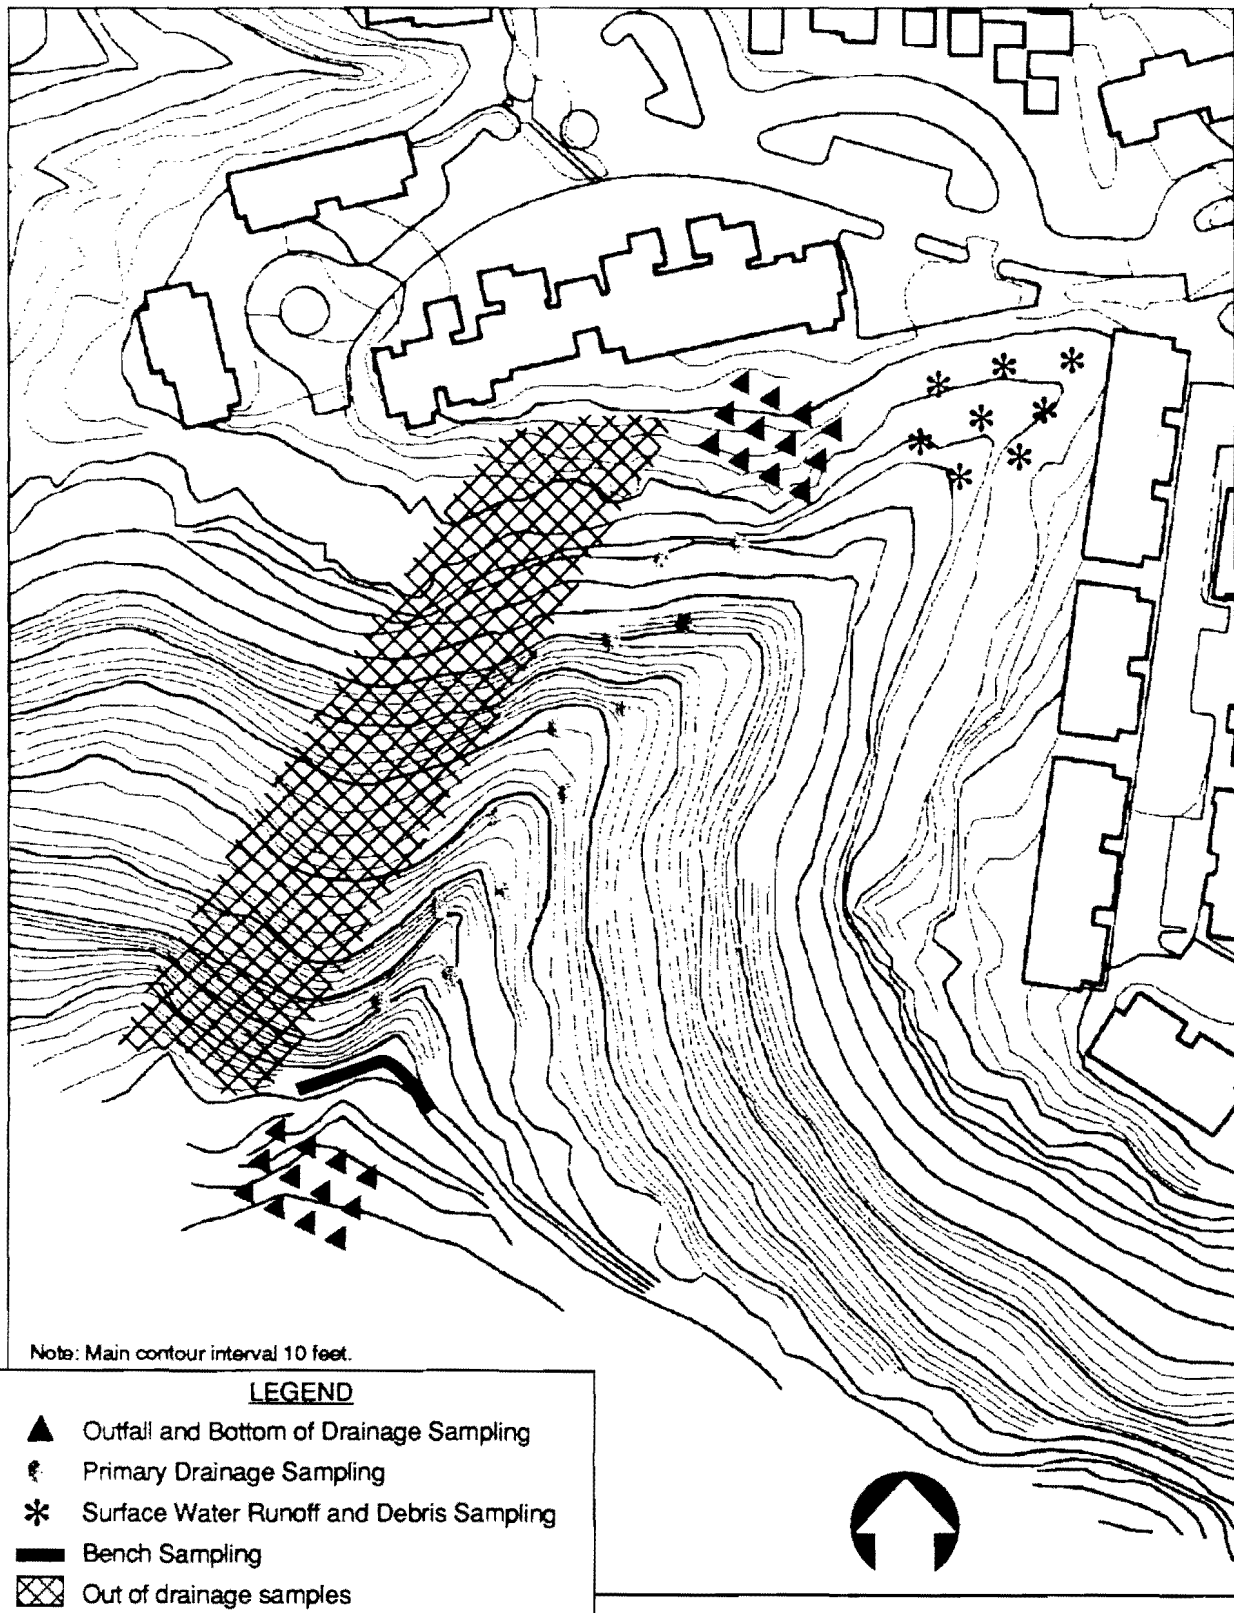 Note: Main contour interval 10 feet.
LEGEND
Outfall and Bottom of Drainage Sampling
Primary Drainage Sampling
Surface Water Runoff and Debris Sampling
Bench Sampling
Out of drainage samples